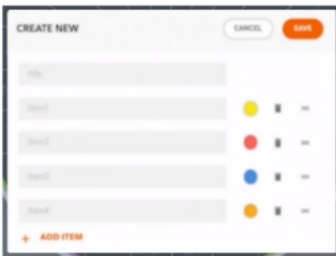 CREATE NEW
CANCEL
SAVE
title
item1
item2
item3
item4
+ ADD ITEM